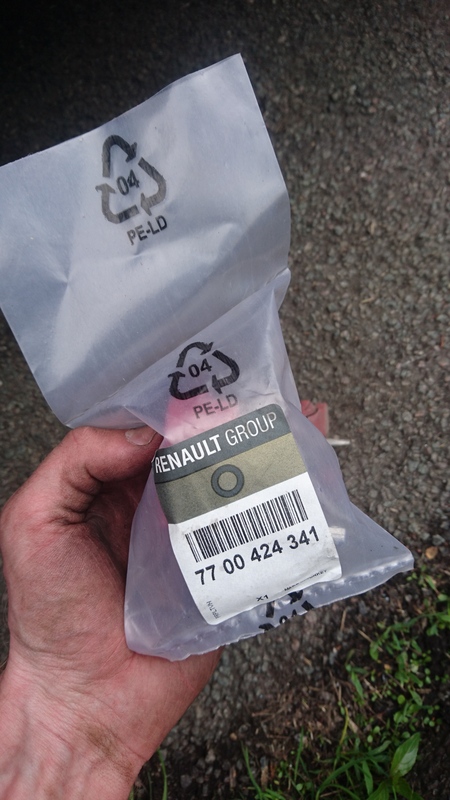 04
PE-LD
04
PE-LD
RENAULT GROUP
77 00 424 341
X1